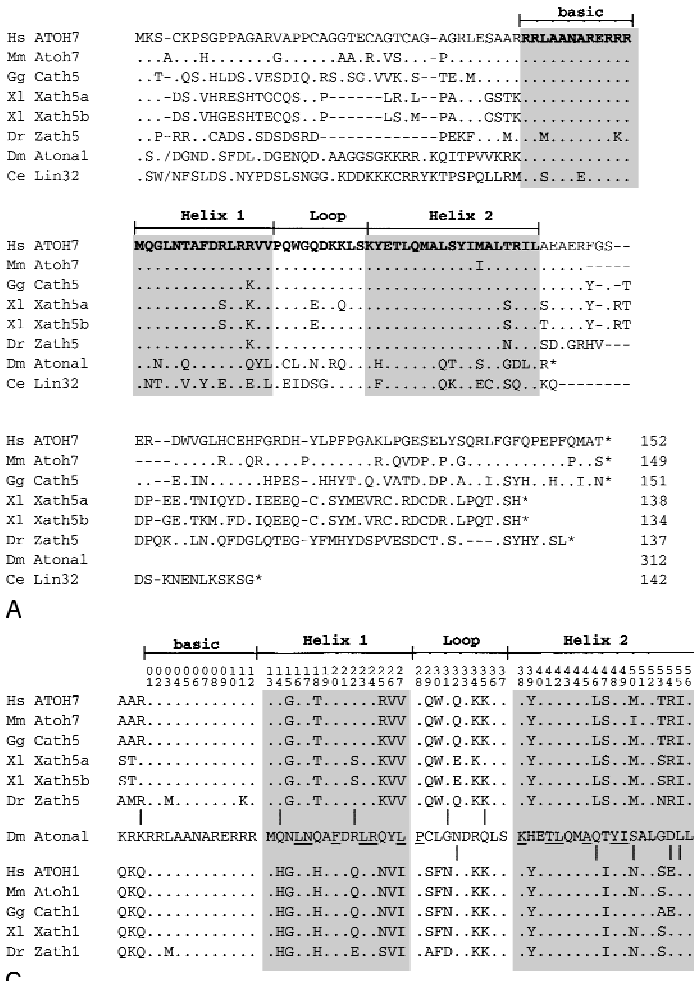 basic
Hs ATOH7 MKS-CKPSGPPAGARVAPPCAGGTECAGTCAG-AGRLESAARRRLAANARERRR
Mm Atoh7 ...A...H.......G......AA.R.VS....-P..................
Gg Cath5 ..T-.QS.HLDS.VFSDIQ.RS.SG.VVK.S--TE.M................
Xl Xath5a ...-DS.VHRESHTGCQS..P------LR.L--PA...GSTK............
Xl Xath5b ...-DS.VHGESHTECQS..P------LS.M--PA...GSTK............
Dr Zath5 ..P-RR..CADS.SDSDSRD------------PEKF...M...M.......K.
Dm Atonal .S./DGND.SFDL.DGENQD.AAGGSGKKRR.KQITPVVKRK............
Ce Lin32 .SW/NFSLDS.NYPDSLSNGG.KDDKKKCRRYKTPSPQLLRM..S...E.....
Helix 1 Loop Helix 2
Hs ATOH7 MQGLNTAFDRLRRVVPQWGQDKKLSKYETLQMALSYIMALTRILAEAERFGS--
Mm Atoh7 .....................................I...........-----
Gg Cath5 ............K....................................Y-.-T
Xl Xath5a .........S..K......E..Q.................S...S....Y.-RT
Xl Xath5b .........S..K......E....................S...T....Y.-RT
Dr Zath5 ............K...........................N...SD.GRHV---
Dm Atonal ..N..Q......QYL.CL.N.RQ...H......QT...S..GDL.R*
Ce Lin32 .NT..V.Y.E..E.L.EIDSG....F......QK...EC.SQ..KQ--------
Hs ATOH7 ER--DWVGLHCEHFGRDH-YLPFPGAKLPGESELYSQRLFGFQPEPFQMAT* 152
Mm Atoh7 ----.....R..QR....P.......R.QVDP.P.G...........P..S* 149
Gg Cath5 ..-E.IN......HPES--HHYT.Q.VATD.DP.A...I.SYH..H..I.N* 151
Xl Xath5a DP-EE.TNIQYD.IEEQ-C.SYMEVRC.RDCDR.LPQT.SH* 138
Xl Xath5b DP-GE.TKM.FD.IQEEQ-C.SYM.VRC.RDCDR.LPQT.SH* 134
Dr Zath5 DPQK..LN.QFDGLQTEG-YFMHYDSPVESDCT.S.----.SYHY.SL* 137
Dm Atonal 312
Ce Lin32 DS-KNENLKSKSG* 142
A
basic Helix 1 Loop Helix 2
Hs ATOH7 AAR............ ..G..T......RVV .QW.Q.KK.. .Y.......LS..M..TRI.
Mm Atoh7 AAR............ ..G..T......RVV .QW.Q.KK.. .Y.......LS..I..TRI.
Gg Cath5 AAR............ ..G..T......KVV .QW.Q.KK.. .Y.......LS..M..TRI.
Xl Xath5a ST.............. ..G..T...S..KVV .QW.E.K... .Y.......LS..M..SRI.
Xl Xath5b ST.............. ..G..T...S..KVV .QW.E.KK.. .Y.......LS..M..SRI.
Dr Zath5 AMR..M.......K. ..G..T......KVV .QW.Q.KK.. .Y.......LS..M..NRI.
Dm Atonal KRKRRLAANARERRR MQNLNQAFDRLRQYL PCLGNDRQLS KHETLQMAQTYISALGDLL
Hs ATOH1 QKQ............ .HG..H...Q..NVI .SFN..KK.. .Y........I..N..SE..
Mm Atoh1 QKQ............ .HG..H...Q..NVI .SFN..KK.. .Y........I..N..S...
Gg Cath1 QKQ............ .HG..H...Q..NVI .SFN..KK.. .Y........I.....AE..
Xl Xath1 QKQ............ .HG..H...Q..NVI .SFN..KK.. .Y........I..N..S...
Dr Zath1 QKQ..M......... .HG..H...E..SVI .AFD..KK.. .Y........I..N..S...